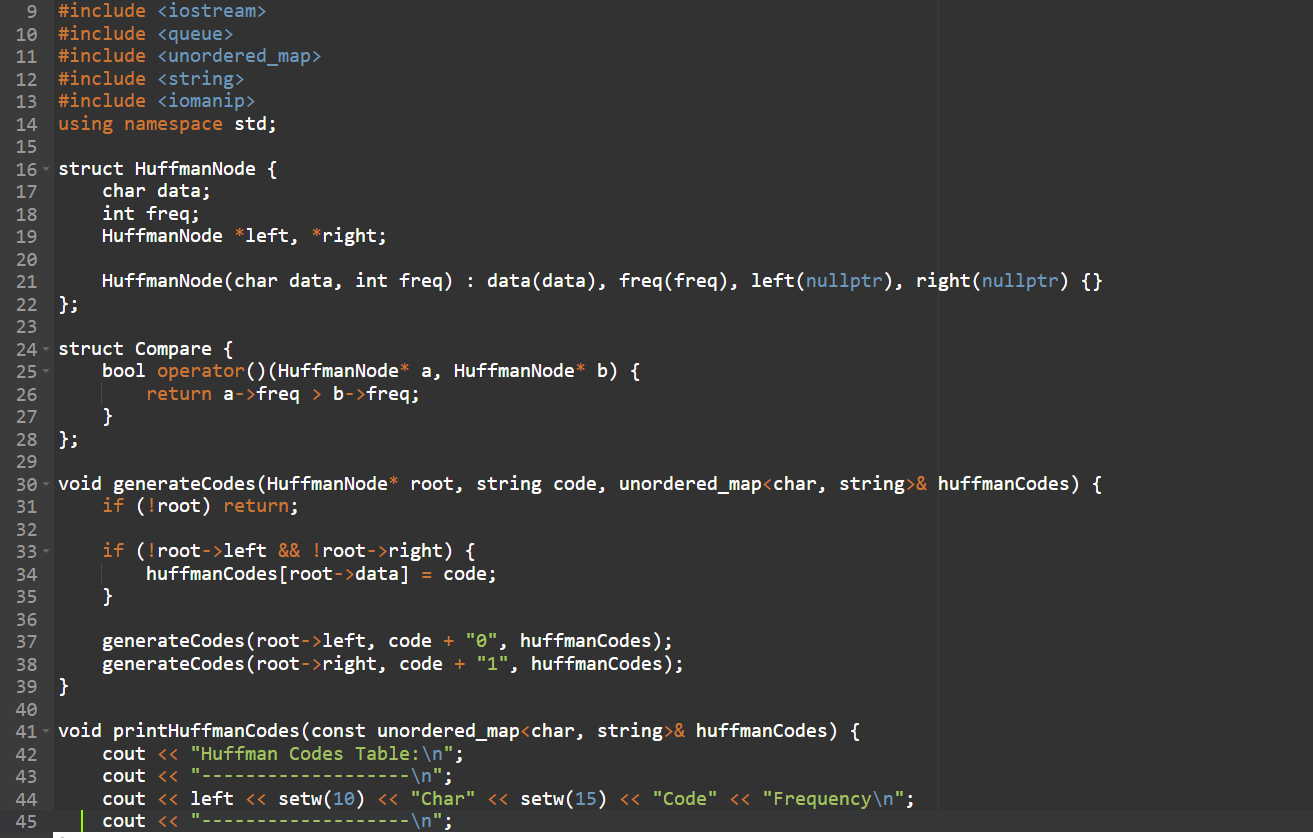 9 #include <iostream>
10 #include <queue>
11 #include <unordered_map>
12 #include <string>
13 #include <iomanip>
14 using namespace std;
15
16 struct HuffmanNode {
17     char data;
18     int freq;
19     HuffmanNode *left, *right;
20
21     HuffmanNode(char data, int freq) : data(data), freq(freq), left(nullptr), right(nullptr) {}
22 };
23
24 struct Compare {
25     bool operator()(HuffmanNode* a, HuffmanNode* b) {
26         return a->freq > b->freq;
27     }
28 };
29
30 void generateCodes(HuffmanNode* root, string code, unordered_map<char, string>& huffmanCodes) {
31     if (!root) return;
32
33     if (!root->left && !root->right) {
34         huffmanCodes[root->data] = code;
35     }
36
37     generateCodes(root->left, code + "0", huffmanCodes);
38     generateCodes(root->right, code + "1", huffmanCodes);
39 }
40
41 void printHuffmanCodes(const unordered_map<char, string>& huffmanCodes) {
42     cout << "Huffman Codes Table:\n";
43     cout << "-------------------\n";
44     cout << left << setw(10) << "Char" << setw(15) << "Code" << "Frequency\n";
45     cout << "-------------------\n";